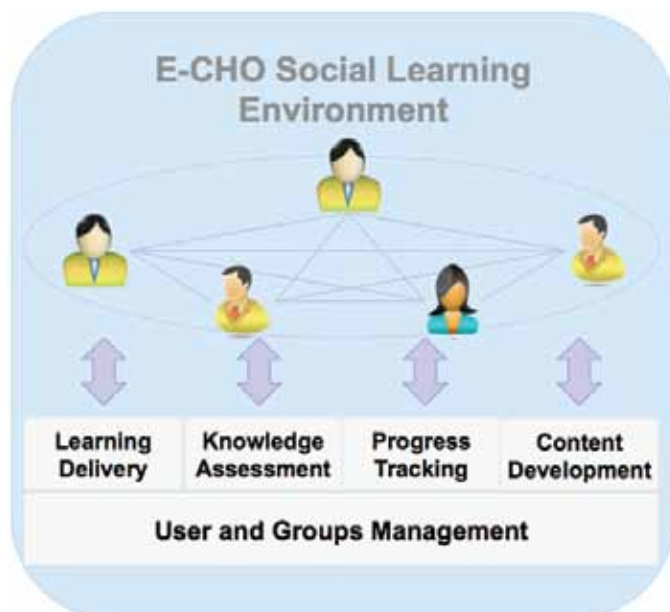 E-CHO Social Learning
Environment
Learning
Delivery
Knowledge
Assessment
Progress
Tracking
Content
Development
User and Groups Management